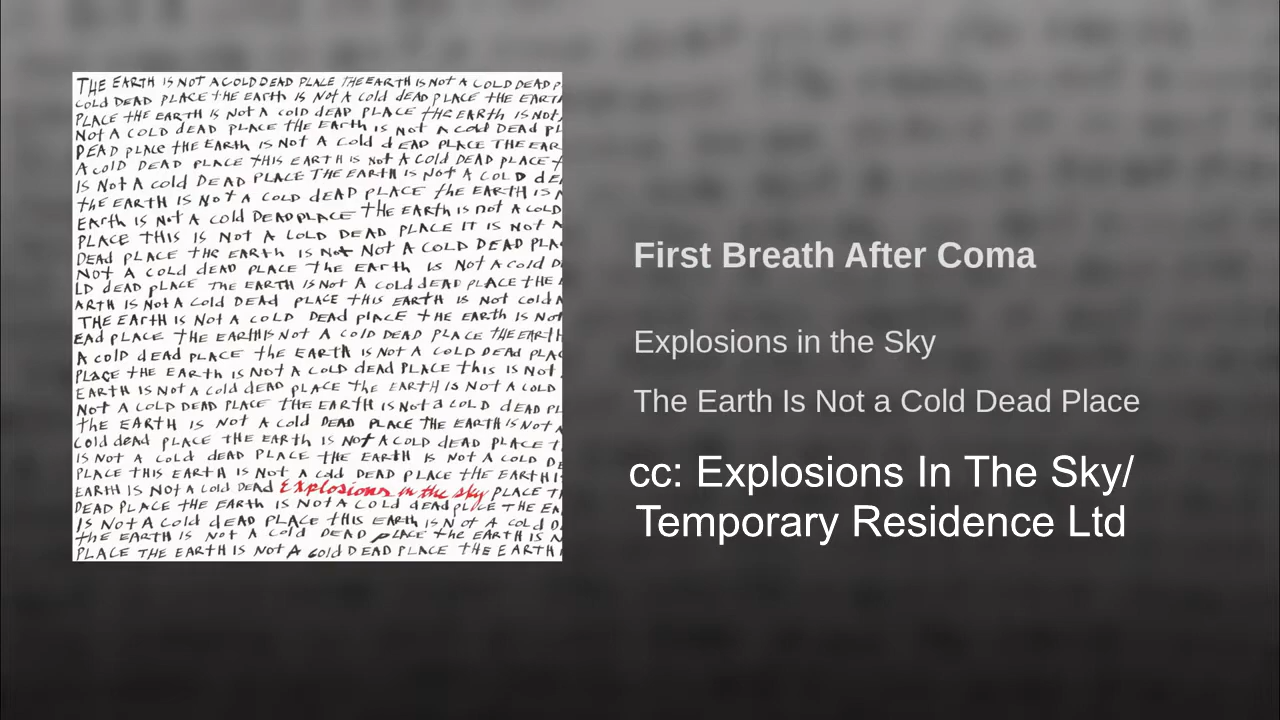 THE EARTH IS NOT A COLD DEAD PLACE THE EARTH IS NOT A COLD DEAD P
COLD DEAD PLACE THE EARTH IS NOT A COLD DEAD PLACE THE EART
PLACE THE EARTH IS NOT A COLD DEAD PLACE THE EARTH IS NOT
NOT A COLD DEAD PLACE THE EARTH IS NOT A COLD DEAD PL
DEAD PLACE THE EARTH IS NOT A COLD DEAD PLACE THE EAR
A COLD DEAD PLACE THIS EARTH IS NOT A COLD DEAD PLACE T
IS NOT A COLD DEAD PLACE THE EARTH IS NOT A COLD DE
THE EARTH IS NOT A COLD DEAD PLACE THE EARTH IS N
EARTH IS NOT A COLD DEAD PLACE THE EARTH IS NOT A COLD
PLACE THIS IS NOT A COLD DEAD PLACE IT IS NOT A
DEAD PLACE THE EARTH IS NOT NOT A COLD DEAD PLA
NOT A COLD DEAD PLACE THE EARTH IS NOT A COLD D
LD DEAD PLACE THE EARTH IS NOT A COLD DEAD PLACE THE
ARTH IS NOT A COLD DEAD PLACE THIS EARTH IS NOT COLD A
THE EARTH IS NOT A COLD DEAD PLACE THE EARTH IS NOT
EAD PLACE THE EARTH IS NOT A COLD DEAD PLACE THE EARTH
A COLD DEAD PLACE THE EARTH IS NOT A COLD DEAD PLAC
PLACE THE EARTH IS NOT A COLD DEAD PLACE THIS IS NOT
EARTH IS NOT A COLD DEAD PLACE THE EARTH IS NOT A COLD
NOT A COLD DEAD PLACE THE EARTH IS NOT A COLD DEAD PL
THE EARTH IS NOT A COLD DEAD PLACE THE EARTH IS NOT A
COLD DEAD PLACE THE EARTH IS NOT A COLD DEAD PLACE T
IS NOT A COLD DEAD PLACE THE EARTH IS NOT A COLD DE
PLACE THIS EARTH IS NOT A COLD DEAD PLACE THE EARTH I
EARTH IS NOT A COLD DEAD Explosions in the sky PLACE T
DEAD PLACE THE EARTH IS NOT A COLD DEAD PLACE THE EA
IS NOT A COLD DEAD PLACE THIS EARTH IS NOT A COLD D
THE EARTH IS NOT A COLD DEAD PLACE THE EARTH IS N
PLACE THE EARTH IS NOT A COLD DEAD PLACE THE EARTH
First Breath After Coma
Explosions in the Sky
The Earth Is Not a Cold Dead Place
cc: Explosions In The Sky/
Temporary Residence Ltd